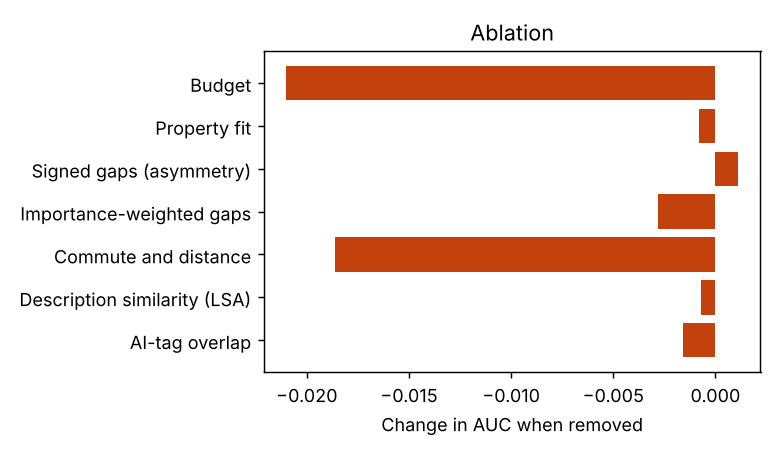 Ablation
Budget
Property fit
Signed gaps (asymmetry)
Importance-weighted gaps
Commute and distance
Description similarity (LSA)
AI-tag overlap
−0.020 −0.015 −0.010 −0.005 0.000
Change in AUC when removed